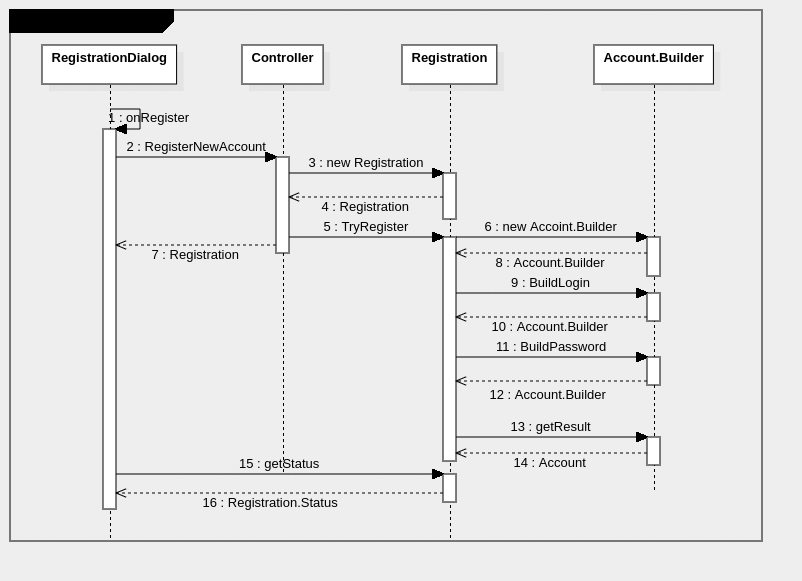 RegistrationDialog
Controller
Registration
Account.Builder
1 : onRegister
2 : RegisterNewAccount
3 : new Registration
4 : Registration
5 : TryRegister
6 : new Accoint.Builder
7 : Registration
8 : Account.Builder
9 : BuildLogin
10 : Account.Builder
11 : BuildPassword
12 : Account.Builder
13 : getResult
14 : Account
15 : getStatus
16 : Registration.Status